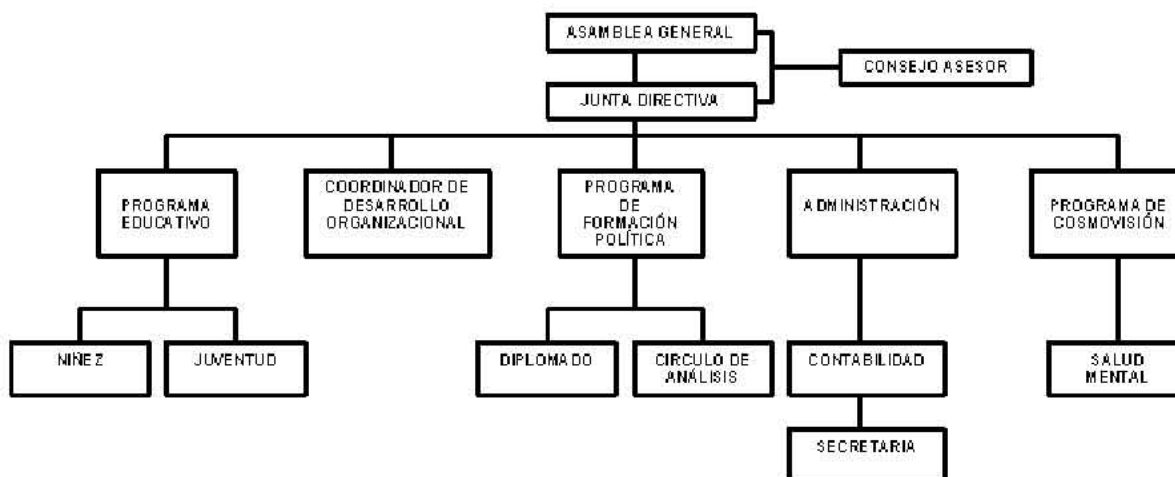 ASAMBLEA GENERAL
CONSEJO ASESOR
JUNTA DIRECTIVA
PROGRAMA
EDUCATIVO
COORDINADOR DE
DESARROLLO
ORGANIZACIONAL
PROGRAMA
DE
FORMACIÓN
POLÍTICA
ADMINISTRACIÓN
PROGRAMA DE
COSMOVISIÓN
NIÑEZ
JUVENTUD
DIPLOMADO
CIRCULO DE
ANÁLISIS
CONTABILIDAD
SALUD
MENTAL
SECRETARIA